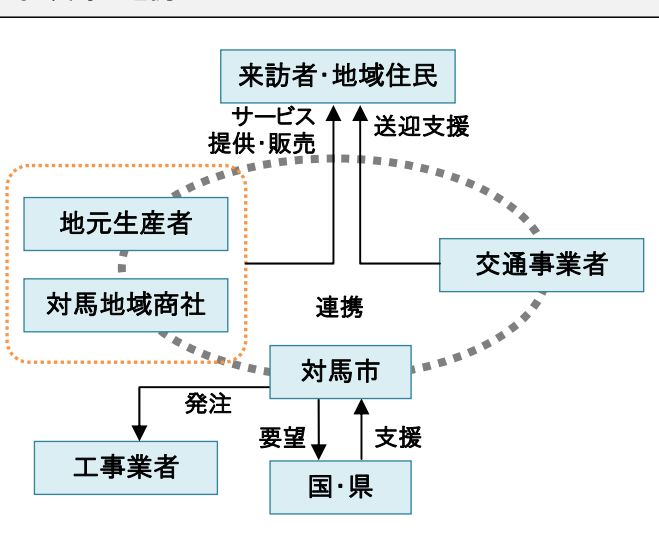 来訪者・地域住民
サービス
提供・販売
送迎支援
地元生産者
交通事業者
対馬地域商社
連携
対馬市
発注
要望
支援
工事業者
国・県